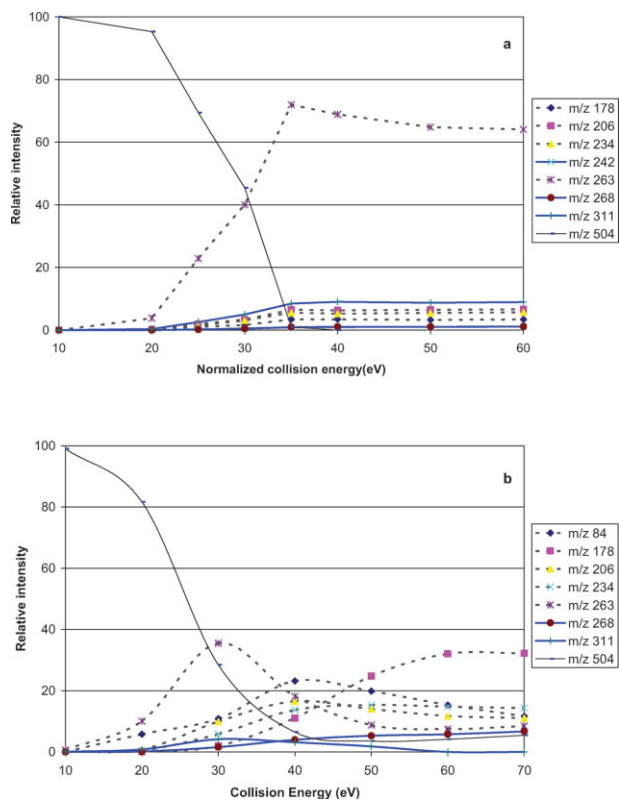 100
a
80
60
40
20
0
Relative intensity
10 20 30 40 50 60
Normalized collision energy(eV)
m/z 178
m/z 206
m/z 234
m/z 242
m/z 263
m/z 268
m/z 311
m/z 504
100
b
80
60
40
20
0
Relative intensity
10 20 30 40 50 60 70
Collision Energy (eV)
m/z 84
m/z 178
m/z 206
m/z 234
m/z 263
m/z 268
m/z 311
m/z 504